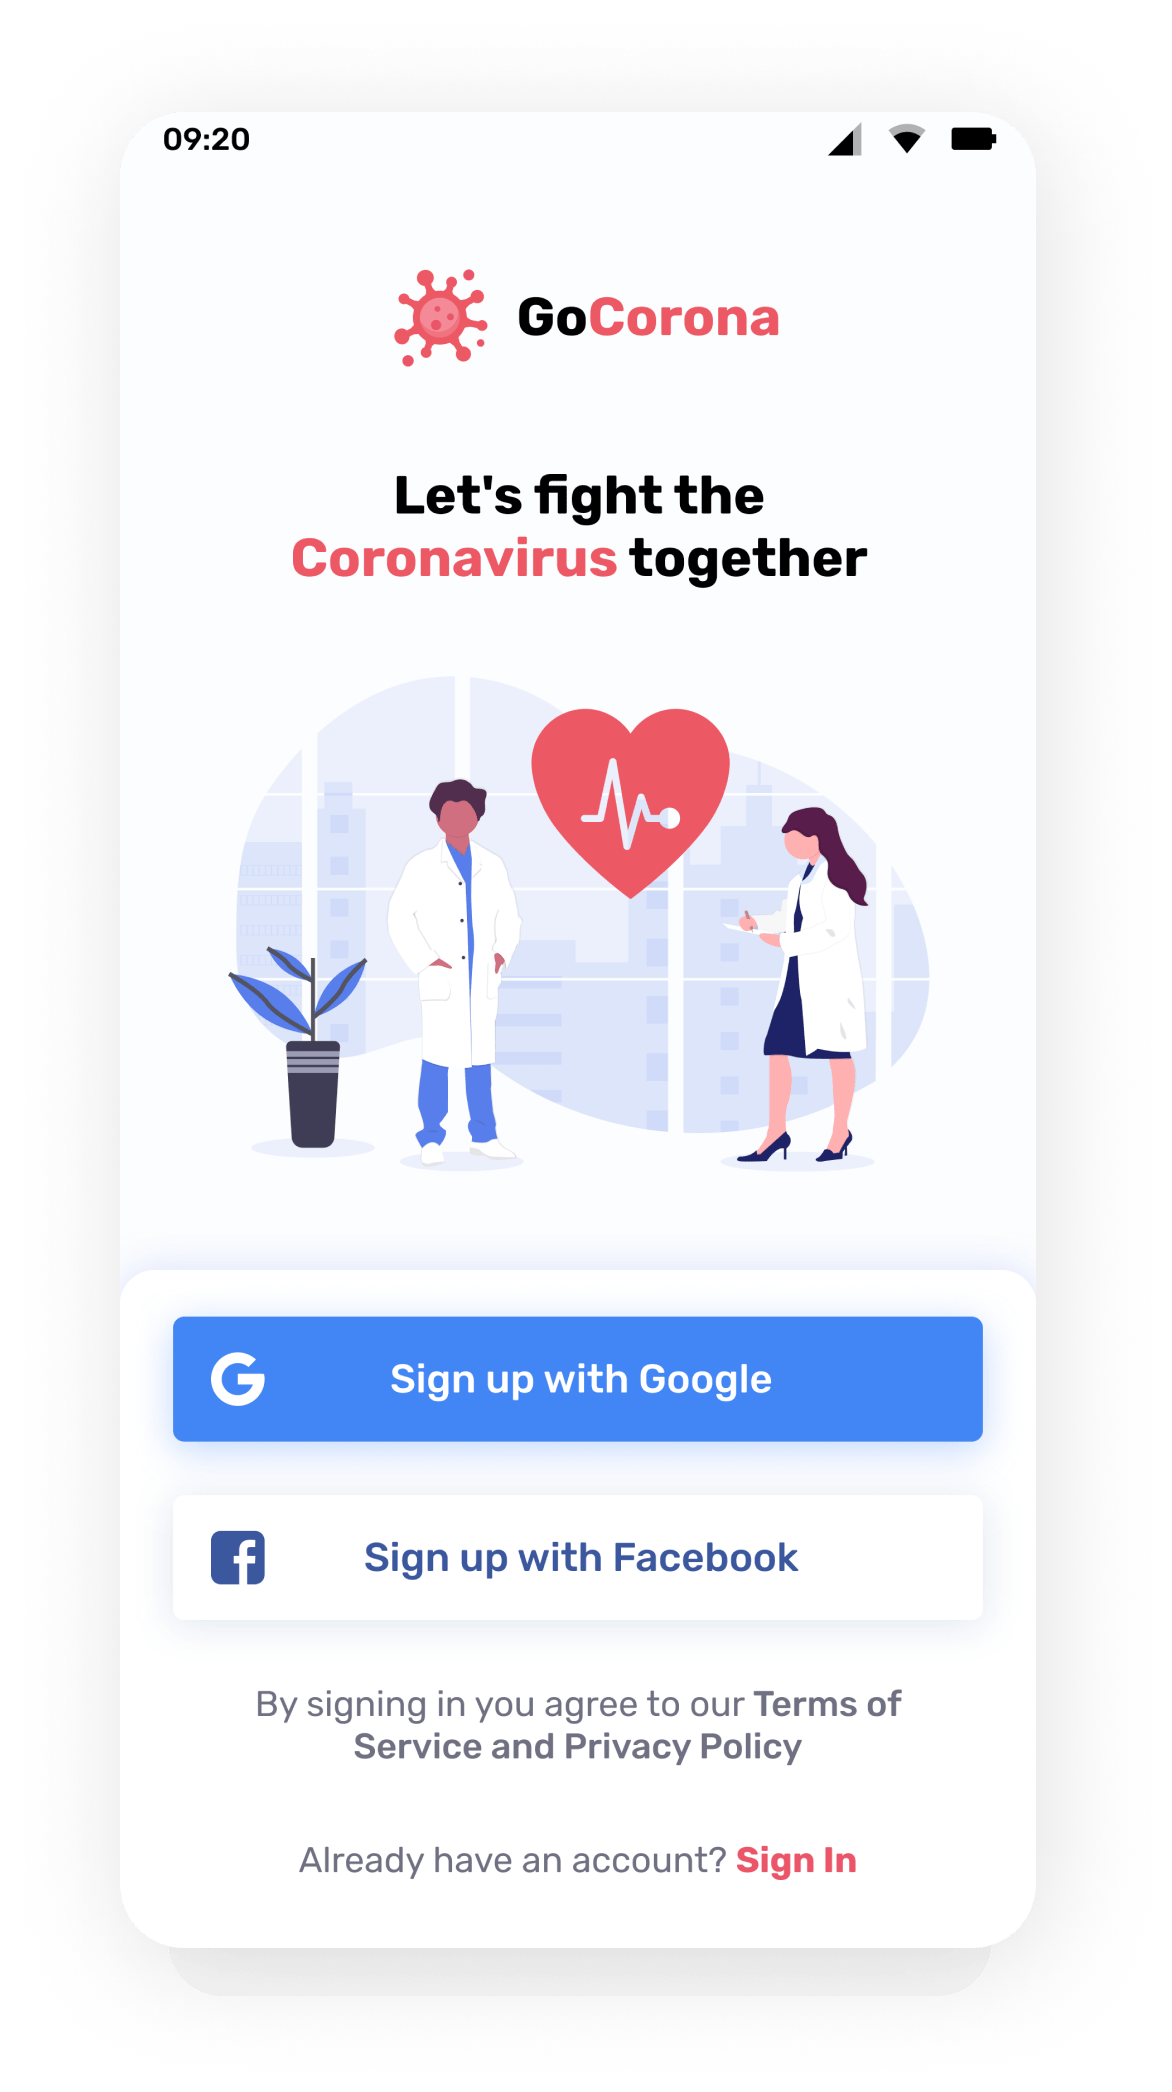 09:20
GoCorona
Let's fight the
Coronavirus together
Sign up with Google
Sign up with Facebook
By signing in you agree to our Terms of
Service and Privacy Policy
Already have an account? Sign In